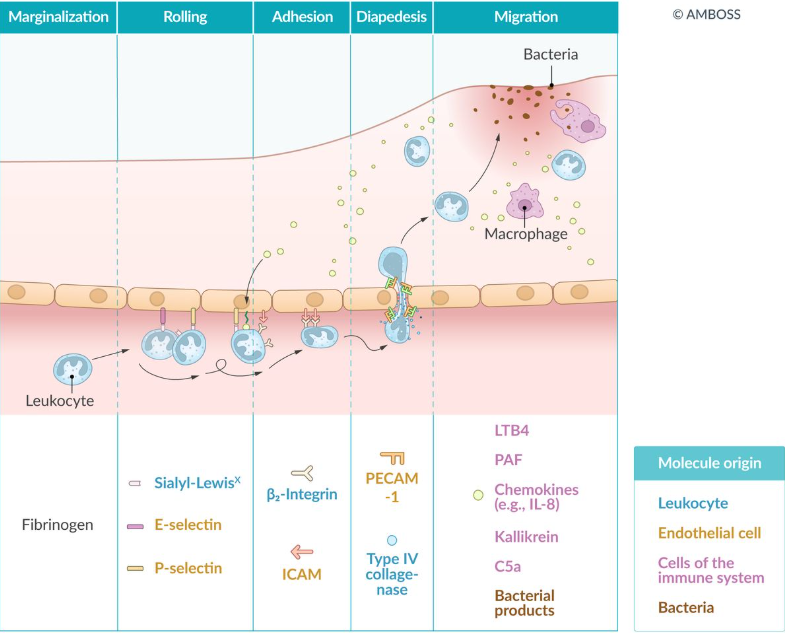 Marginalization
Rolling
Adhesion
Diapedesis
Migration
© AMBOSS
Bacteria
Macrophage
Leukocyte
Fibrinogen
Sialyl-Lewisˣ
E-selectin
P-selectin
β₂-Integrin
ICAM
PECAM
-1
Type IV
collage-
nase
LTB4
PAF
Chemokines
(e.g., IL-8)
Kallikrein
C5a
Bacterial
products
Molecule origin
Leukocyte
Endothelial cell
Cells of the
immune system
Bacteria